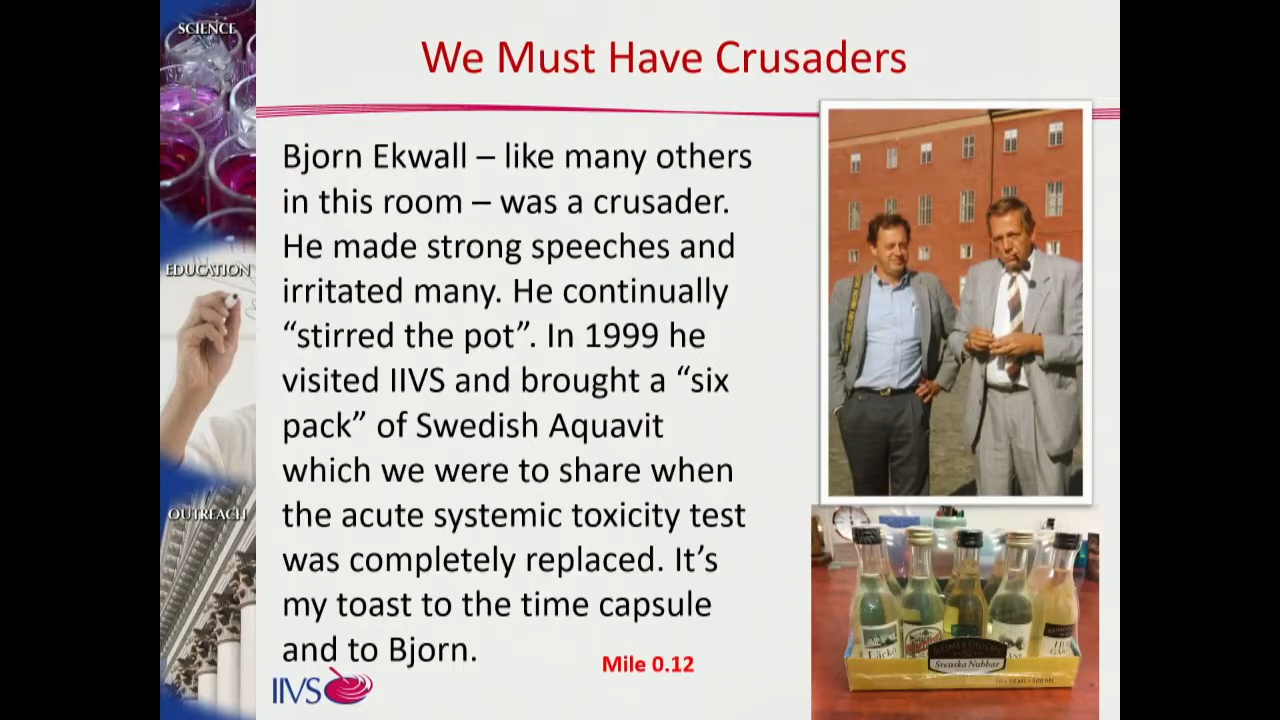 SCIENCE
We Must Have Crusaders
Bjorn Ekwall – like many others
in this room – was a crusader.
He made strong speeches and
EDUCATION
irritated many. He continually
“stirred the pot”. In 1999 he
visited IIVS and brought a “six
pack” of Swedish Aquavit
which we were to share when
OUTREACH
the acute systemic toxicity test
was completely replaced. It’s
my toast to the time capsule
and to Bjorn.
Mile 0.12
IIVS
Svenska Nubbar